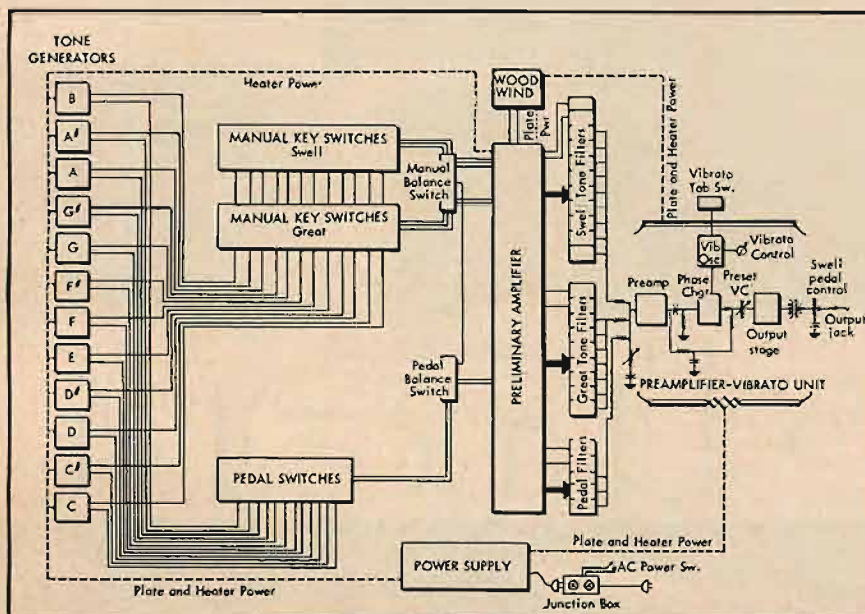 TONE
GENERATORS
B
A♯
A
G♯
G
F♯
F
E
D♯
D
C♯
C
Heater Power
MANUAL KEY SWITCHES
Swell
MANUAL KEY SWITCHES
Great
Manual
Balance
Switch
PEDAL SWITCHES
Pedal
Balance
Switch
WOOD
WIND
Plate
Pwr
PRELIMINARY AMPLIFIER
Swell Tone Filters
Great Tone Filters
Pedal Filters
Plate and Heater Power
Vibrato
Tab Sw.
Vib
Osc
Vibrato
Control
Preamp
Phase
Chgr
Preset
VC
Output
stage
Swell
pedal
control
Output
jack
PREAMPLIFIER-VIBRATO UNIT
Plate and Heater Power
POWER SUPPLY
AC Power Sw.
Junction Box
Plate and Heater Power